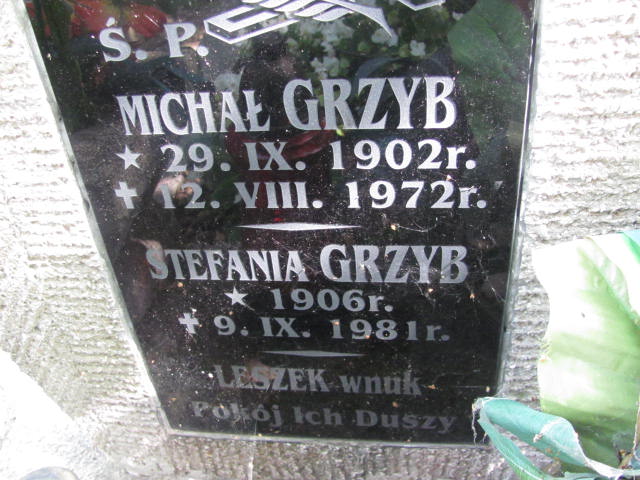 Ś. P.
MICHAŁ GRZYB
★ 29. IX. 1902r.
✝ 12. VIII. 1972r.
STEFANIA GRZYB
★ 1906r.
✝ 9. IX. 1981r.
LESZEK wnuk
Pokój Ich Duszy